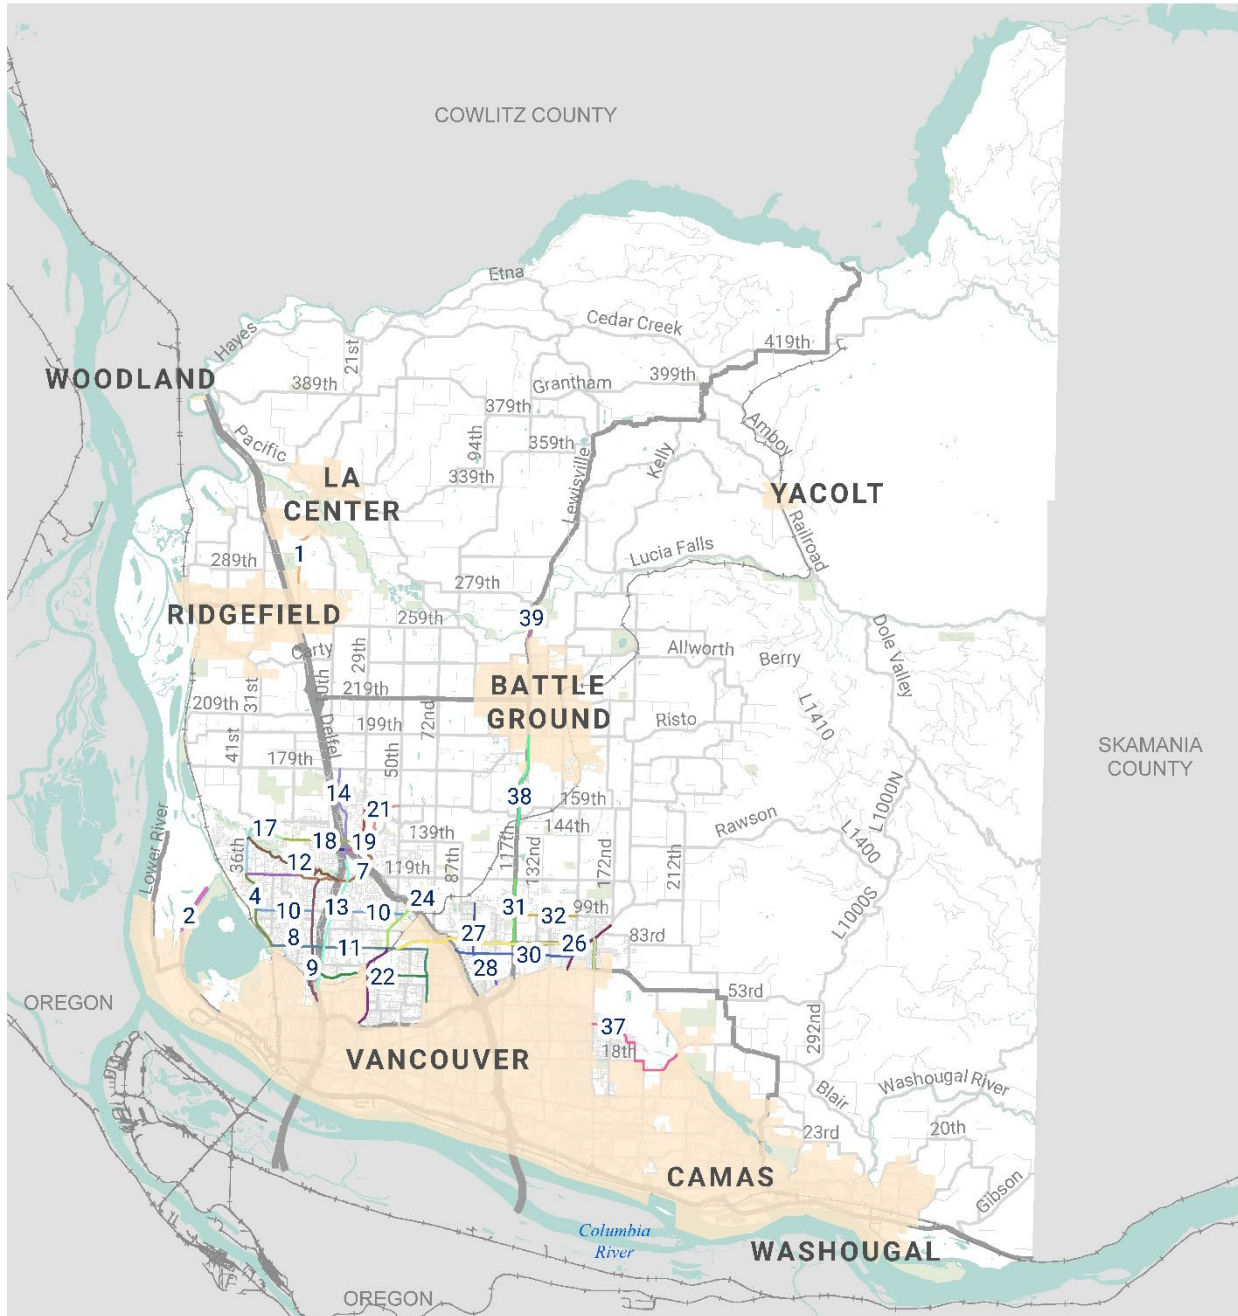 COWLITZ COUNTY
Etna
Cedar Creek
Hayes
21st
419th
WOODLAND
389th
Grantham
399th
379th
Pacific
94th
359th
Amboy
LA
CENTER
339th
Lewisville
Kelly
YACOLT
Railroad
1
289th
Lucia Falls
279th
RIDGEFIELD
259th
39
Dole Valley
Carty
29th
Allworth
Berry
31st
219th
BATTLE
GROUND
209th
10th
Delfel
199th
72nd
Risto
L1410
41st
50th
179th
SKAMANIA
COUNTY
14
21
38
159th
L1000N
17
18
19
139th
144th
Rawson
36th
12
7
119th
87th
117th
132nd
172nd
212th
L1400
Lower River
4
24
2
10
13
10
31
32
99th
L1000S
8
11
27
26
83rd
9
22
28
30
OREGON
53rd
37
18th
292nd
VANCOUVER
Blair
Washougal River
23rd
20th
CAMAS
Gibson
Columbia
River
WASHOUGAL
OREGON